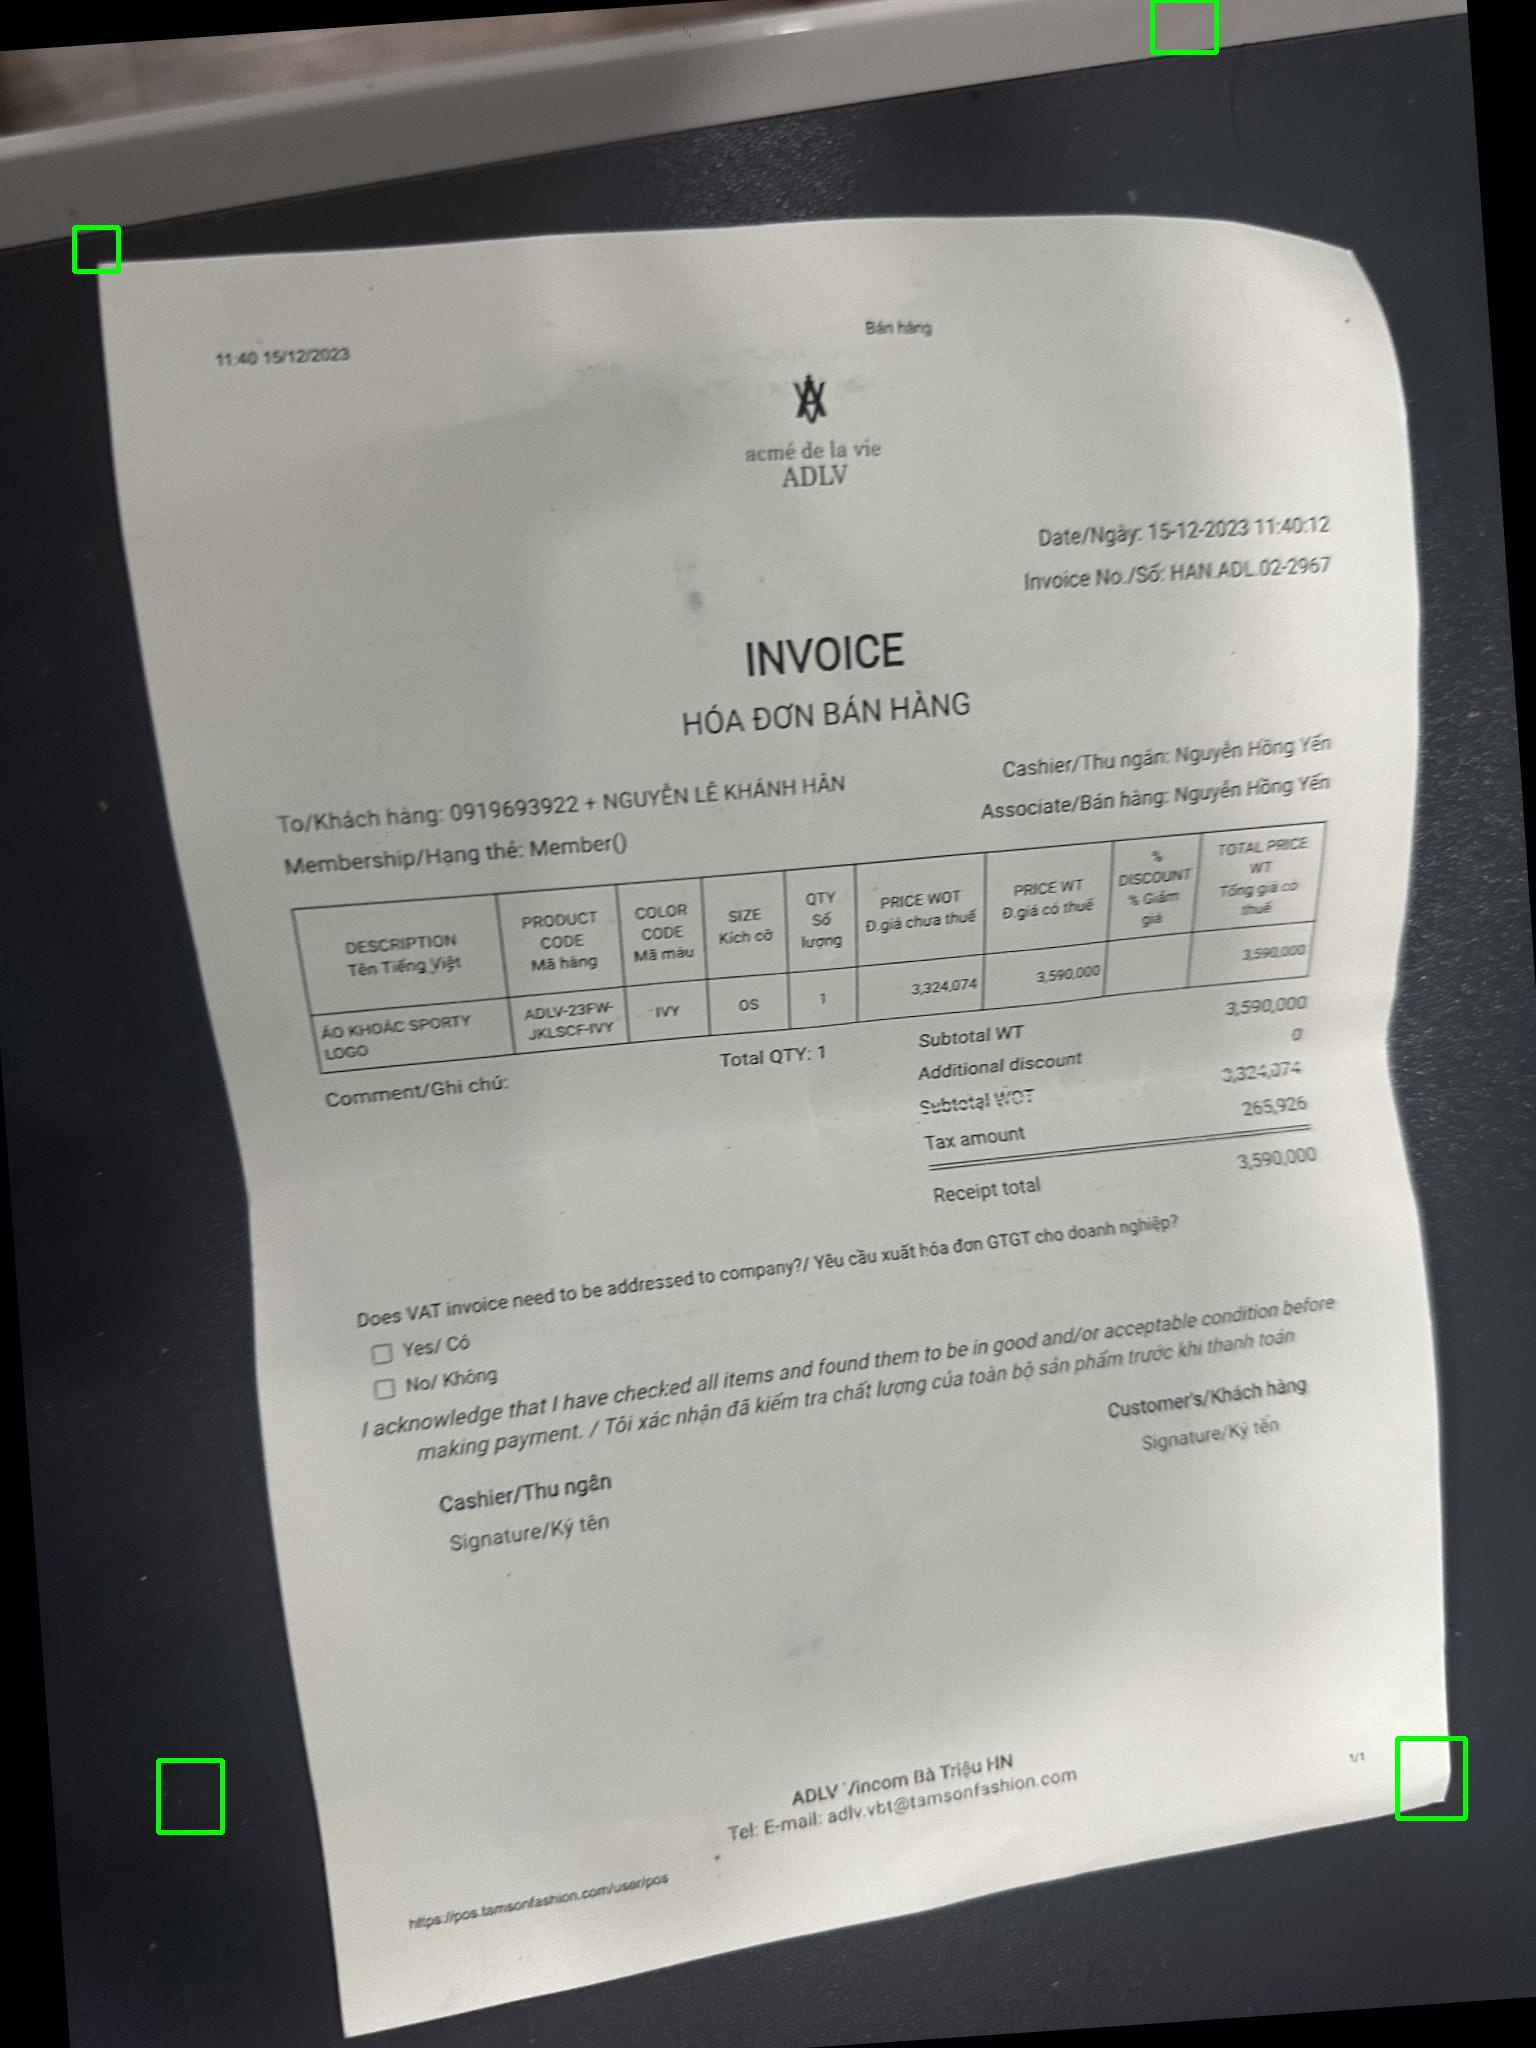 11:40 15/12/2023
Bán hàng
acmé de la vie
ADLV
Date/Ngày: 15-12-2023 11:40:12
Invoice No./Số: HAN.ADL.02-2967
INVOICE
HÓA ĐƠN BÁN HÀNG
Cashier/Thu ngân: Nguyễn Hồng Yến
To/Khách hàng: 0919693922 + NGUYỄN LÊ KHÁNH HÂN
Associate/Bán hàng: Nguyễn Hồng Yến
Membership/Hạng thẻ: Member()
DESCRIPTION
Tên Tiếng Việt
PRODUCT
CODE
Mã hàng
COLOR
CODE
Mã màu
SIZE
Kích cỡ
QTY
Số
lượng
PRICE WOT
Đ.giá chưa thuế
PRICE WT
Đ.giá có thuế
%
DISCOUNT
% Giảm
giá
TOTAL PRICE
WT
Tổng giá có
thuế
ÁO KHOÁC SPORTY
LOGO
ADLV-23FW-
JKLSCF-IVY
IVY
OS
1
3,324,074
3,590,000
3,590,000
Comment/Ghi chú:
Total QTY: 1
Subtotal WT 3,590,000
Additional discount 0
Subtotal WOT 3,324,074
Tax amount 265,926
Receipt total 3,590,000
Does VAT invoice need to be addressed to company?/ Yêu cầu xuất hóa đơn GTGT cho doanh nghiệp?
Yes/ Có
No/ Không
I acknowledge that I have checked all items and found them to be in good and/or acceptable condition before
making payment. / Tôi xác nhận đã kiểm tra chất lượng của toàn bộ sản phẩm trước khi thanh toán
Customer's/Khách hàng
Signature/Ký tên
Cashier/Thu ngân
Signature/Ký tên
ADLV Vincom Bà Triệu HN
Tel: E-mail: adlv.vbt@tamsonfashion.com
1/1
https://pos.tamsonfashion.com/user/pos